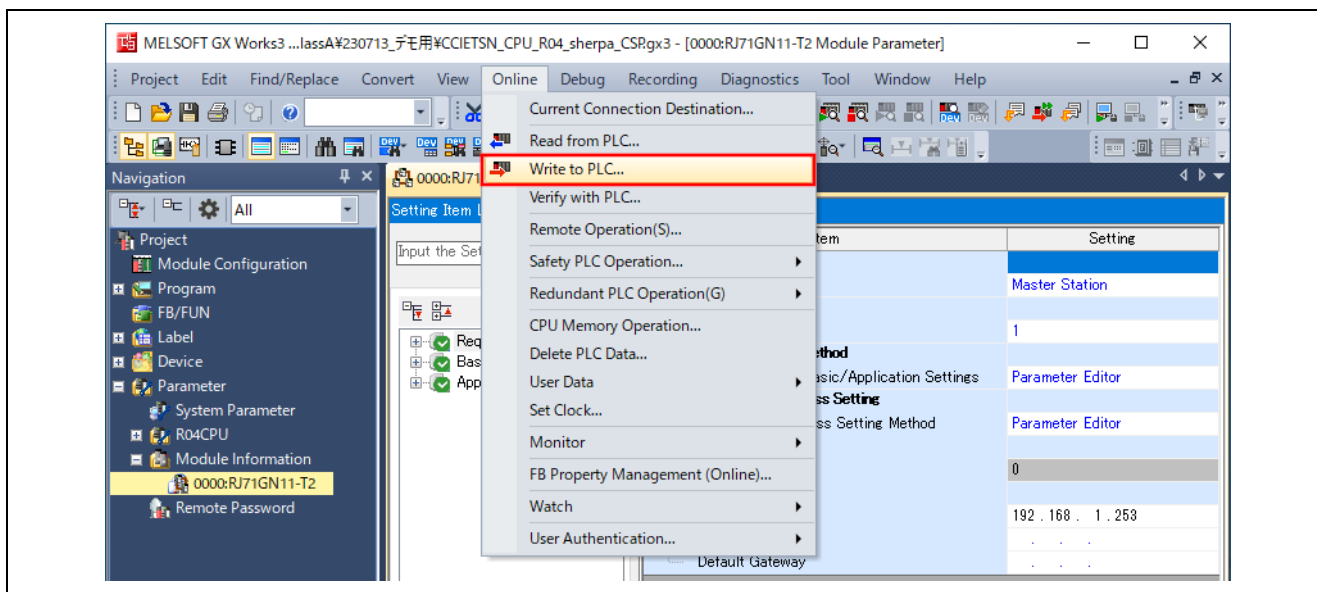 MELSOFT GX Works3 ...lassA¥230713_デモ用¥CCIETSN_CPU_R04_sherpa_CSP.gx3 - [0000:RJ71GN11-T2 Module Parameter]
Project Edit Find/Replace Convert View Online Debug Recording Diagnostics Tool Window Help
Current Connection Destination...
Read from PLC...
Write to PLC...
Verify with PLC...
Remote Operation(S)...
Safety PLC Operation...
Redundant PLC Operation(G)
CPU Memory Operation...
Delete PLC Data...
User Data
Set Clock...
Monitor
FB Property Management (Online)...
Watch
User Authentication...
Navigation
All
Project
Module Configuration
Program
FB/FUN
Label
Device
Parameter
System Parameter
R04CPU
Module Information
0000:RJ71GN11-T2
Remote Password
0000:RJ71
Setting Item L
Input the Set
Req
Bas
App
tem Setting
Master Station
1
ethod
asic/Application Settings Parameter Editor
ss Setting
ss Setting Method Parameter Editor
0
192 . 168 . 1 . 253
. . .
Default Gateway . . .